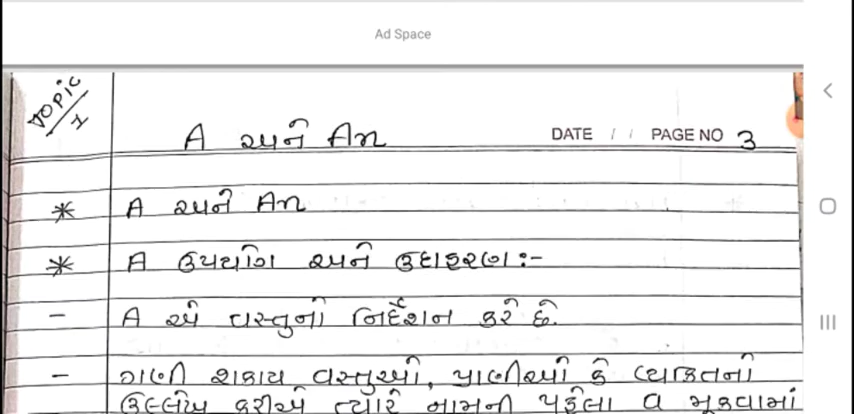 Ad Space
Topic 1
A અને An
DATE / / PAGE NO 3
* A અને An
* A ઉપયોગ અને ઉદાહરણ :-
- A એ વસ્તુનો નિર્દેશન કરે છે.
- ગણી શકાય વસ્તુઓ, પ્રાણીઓ કે વ્યકિતનો
ઉલ્લેખ કરીએ ત્યારે નામની પહેલા a મૂકવામાં